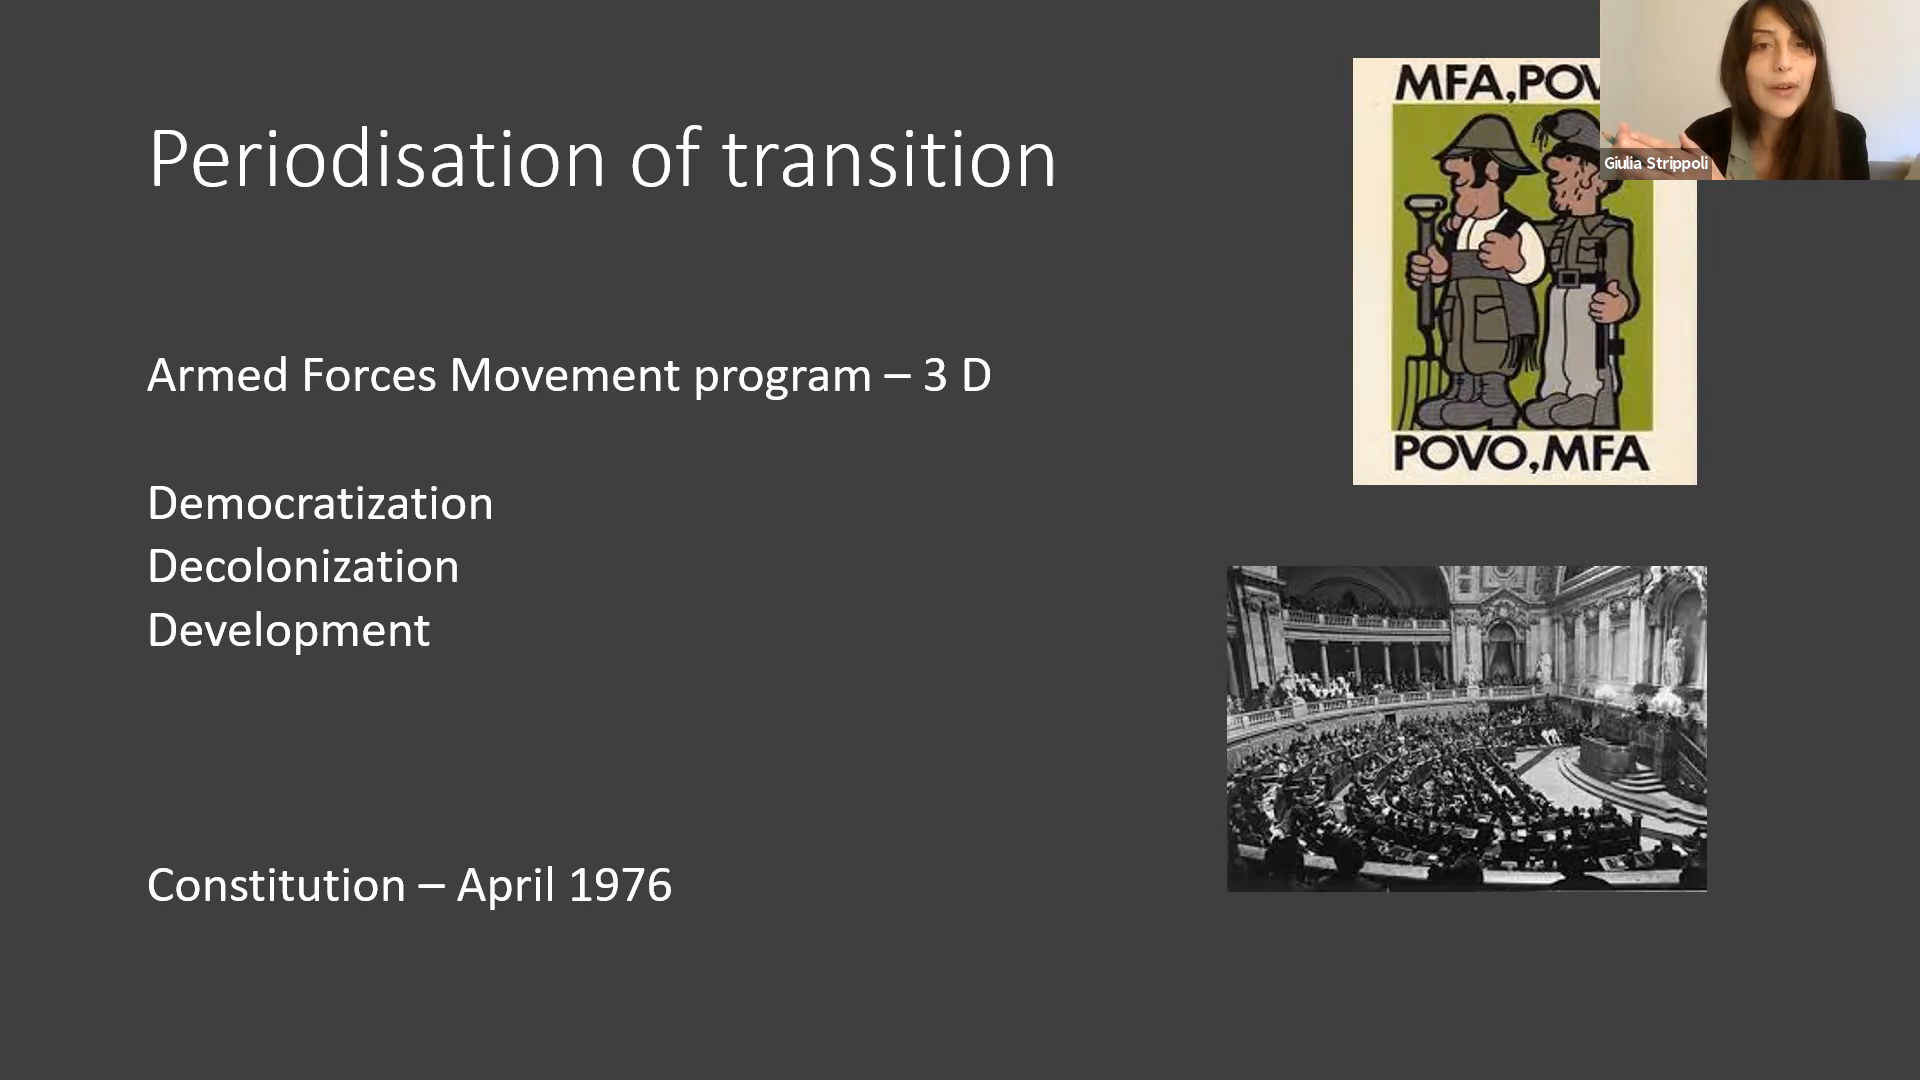 Periodisation of transition
Armed Forces Movement program – 3 D
Democratization
Decolonization
Development
Constitution – April 1976
MFA,POV
POVO,MFA
Giulia Strippoli